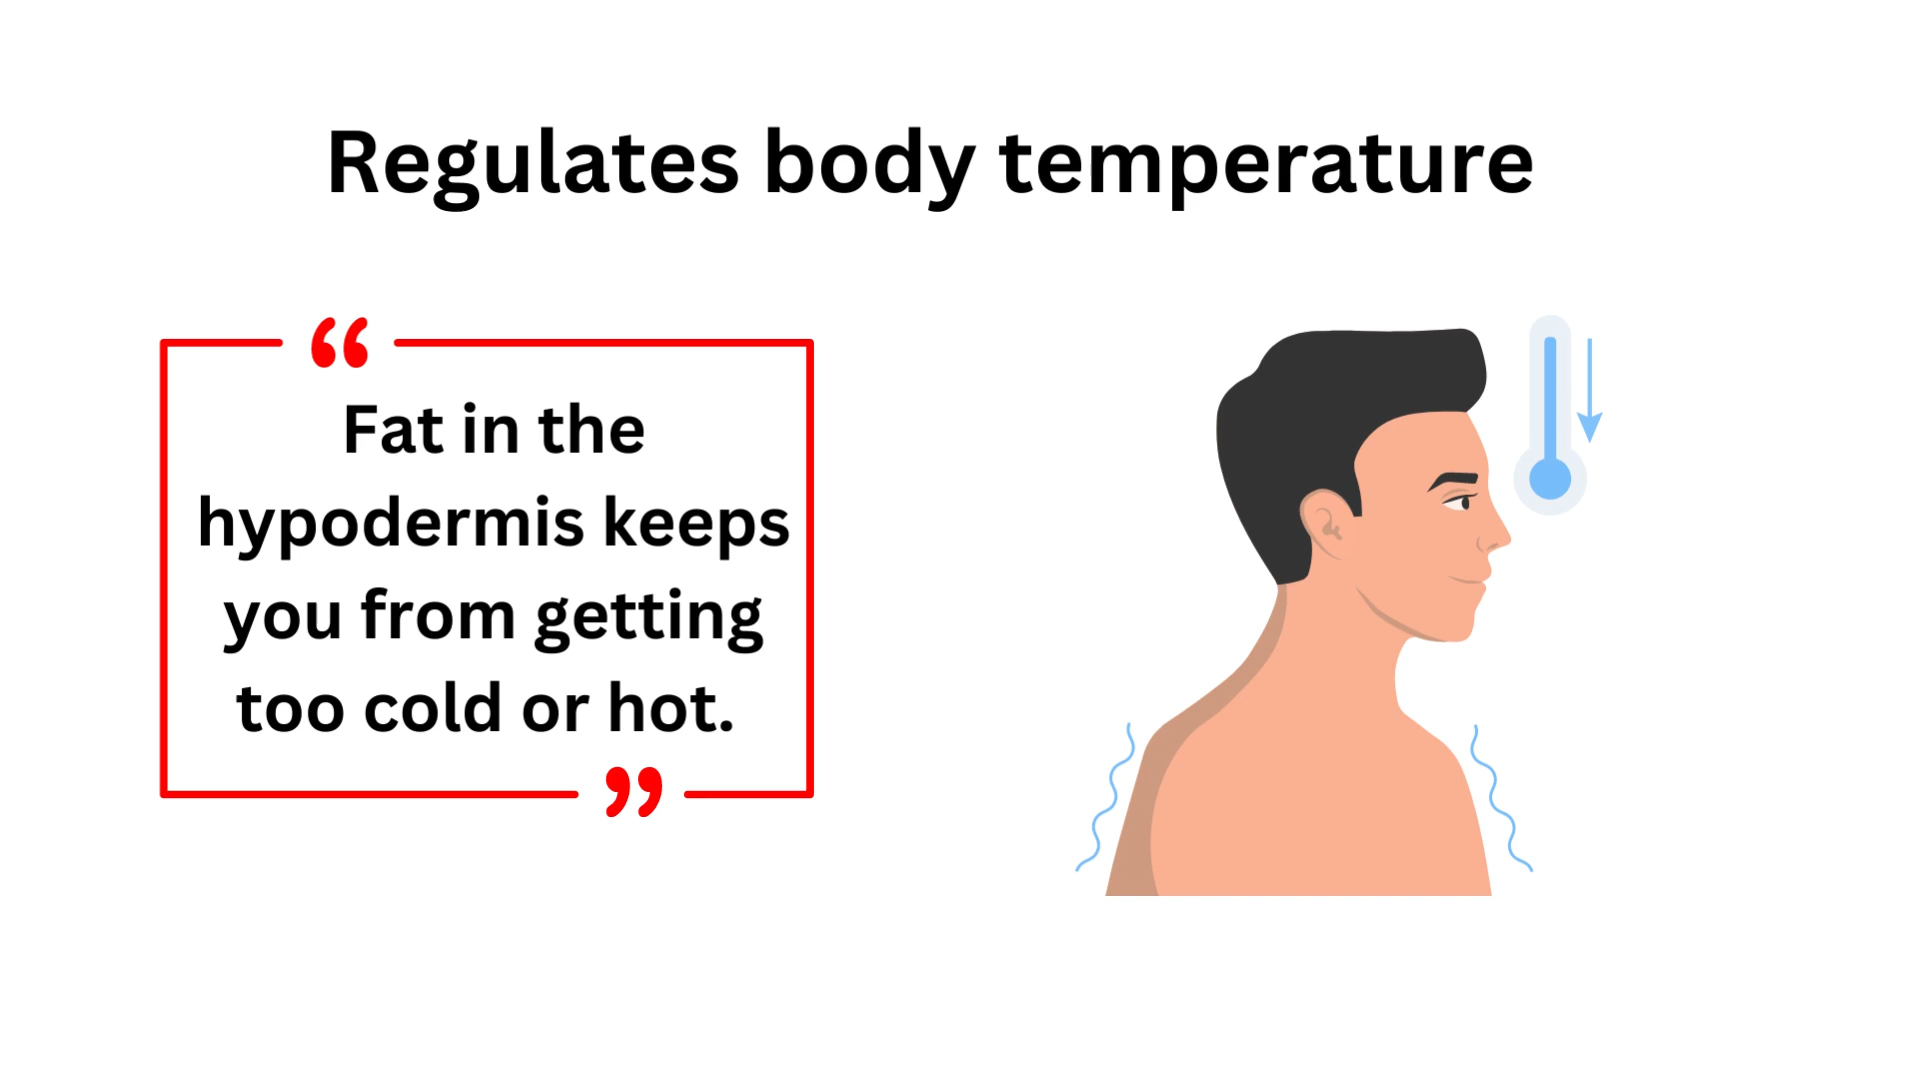 Regulates body temperature
“
Fat in the
hypodermis keeps
you from getting
too cold or hot.
”